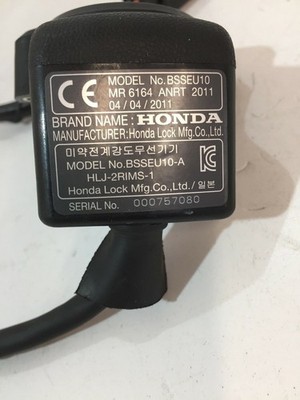 CE
MODEL No.BSSEU10
MR 6164 ANRT 2011
04/04/2011
BRAND NAME: HONDA
MANUFACTURER:Honda Lock Mfg.Co.,Ltd.
미약전계강도무선기기
MODEL No.BSSEU10-A
HLJ-2RIMS-1
Honda Lock Mfg.Co.,Ltd./일본
SERIAL No. 000757080